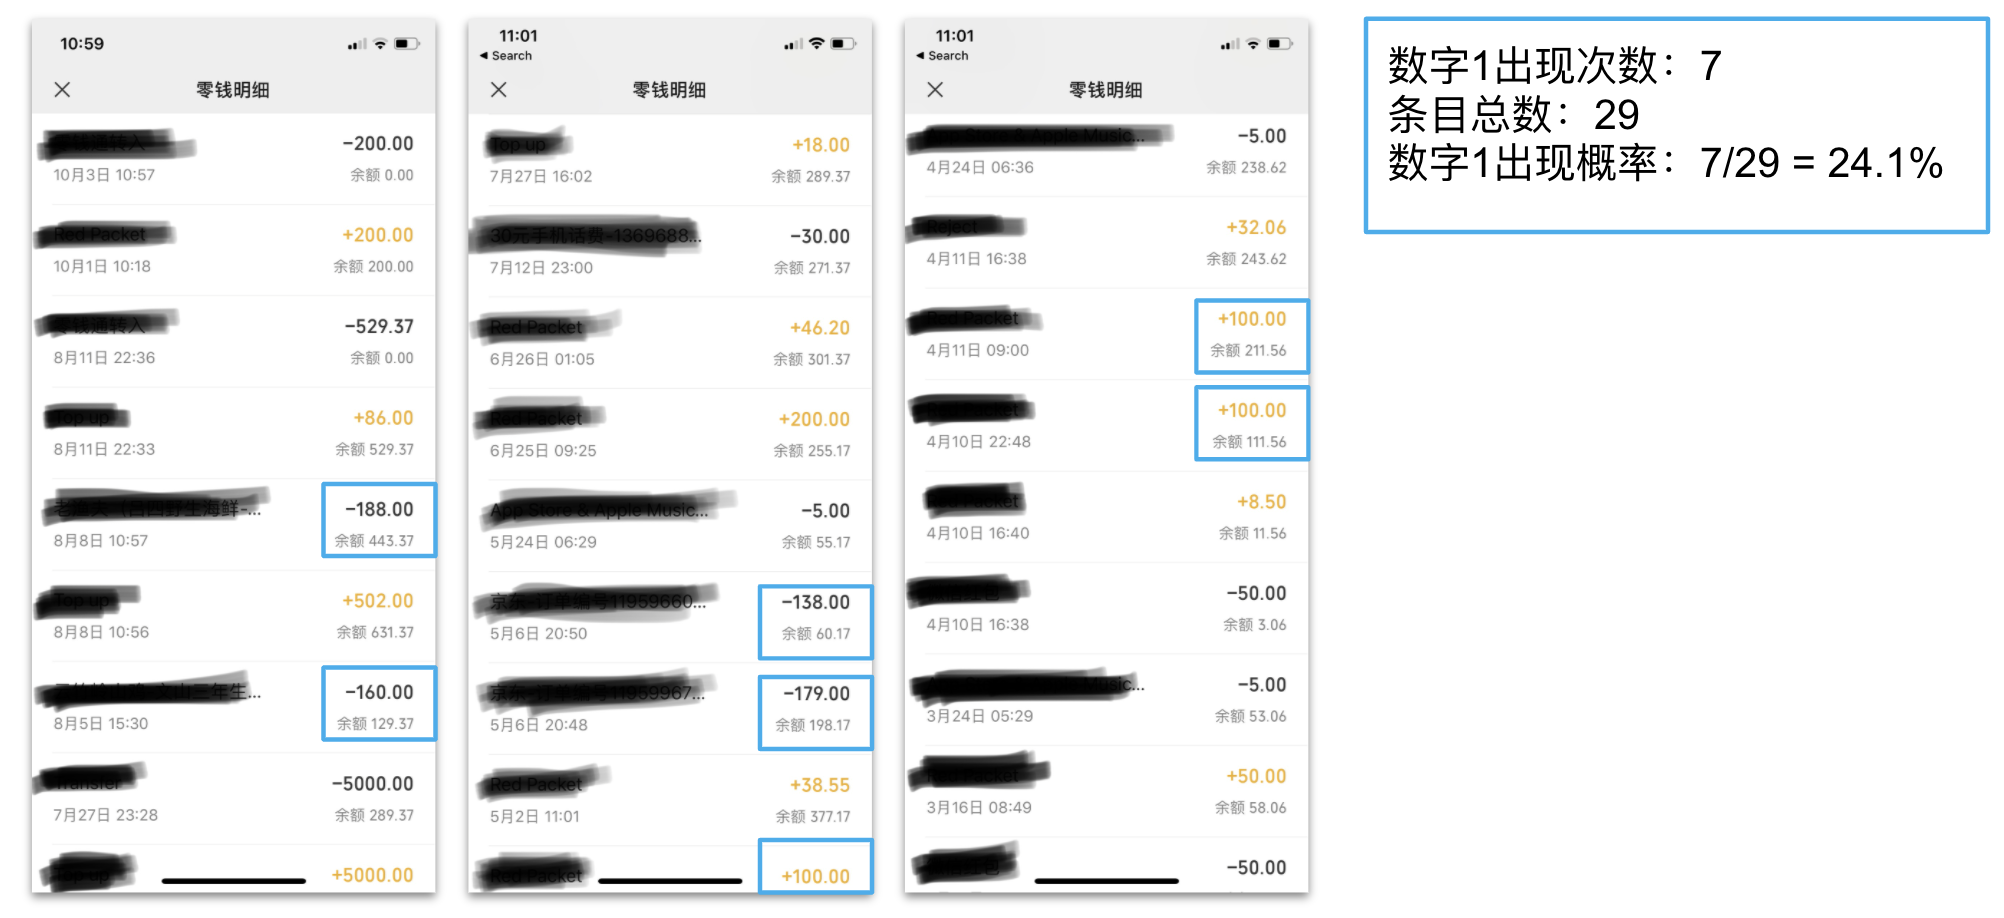 10:59
零钱明细
-200.00
10月3日 10:57
余额 0.00
Red Packet
+200.00
10月1日 10:18
余额 200.00
-529.37
8月11日 22:36
余额 0.00
Top up
+86.00
8月11日 22:33
余额 529.37
-188.00
8月8日 10:57
余额 443.37
Top up
+502.00
8月8日 10:56
余额 631.37
-160.00
8月5日 15:30
余额 129.37
Transfer
-5000.00
7月27日 23:28
余额 289.37
Top up
+5000.00
11:01
Search
零钱明细
Top up
+18.00
7月27日 16:02
余额 289.37
30元手机话费-1369688...
-30.00
7月12日 23:00
余额 271.37
Red Packet
+46.20
6月26日 01:05
余额 301.37
Red Packet
+200.00
6月25日 09:25
余额 255.17
App Store & Apple Music...
-5.00
5月24日 06:29
余额 55.17
京东-订单编号11959660...
-138.00
5月6日 20:50
余额 60.17
京东-订单编号11959967...
-179.00
5月6日 20:48
余额 198.17
Red Packet
+38.55
5月2日 11:01
余额 377.17
Red Packet
+100.00
11:01
Search
零钱明细
App Store & Apple Music...
-5.00
4月24日 06:36
余额 238.62
Reject
+32.06
4月11日 16:38
余额 243.62
Red Packet
+100.00
4月11日 09:00
余额 211.56
+100.00
4月10日 22:48
余额 111.56
+8.50
4月10日 16:40
余额 11.56
-50.00
4月10日 16:38
余额 3.06
Music...
-5.00
3月24日 05:29
余额 53.06
+50.00
3月16日 08:49
余额 58.06
-50.00
数字1出现次数：7
条目总数：29
数字1出现概率：7/29 = 24.1%